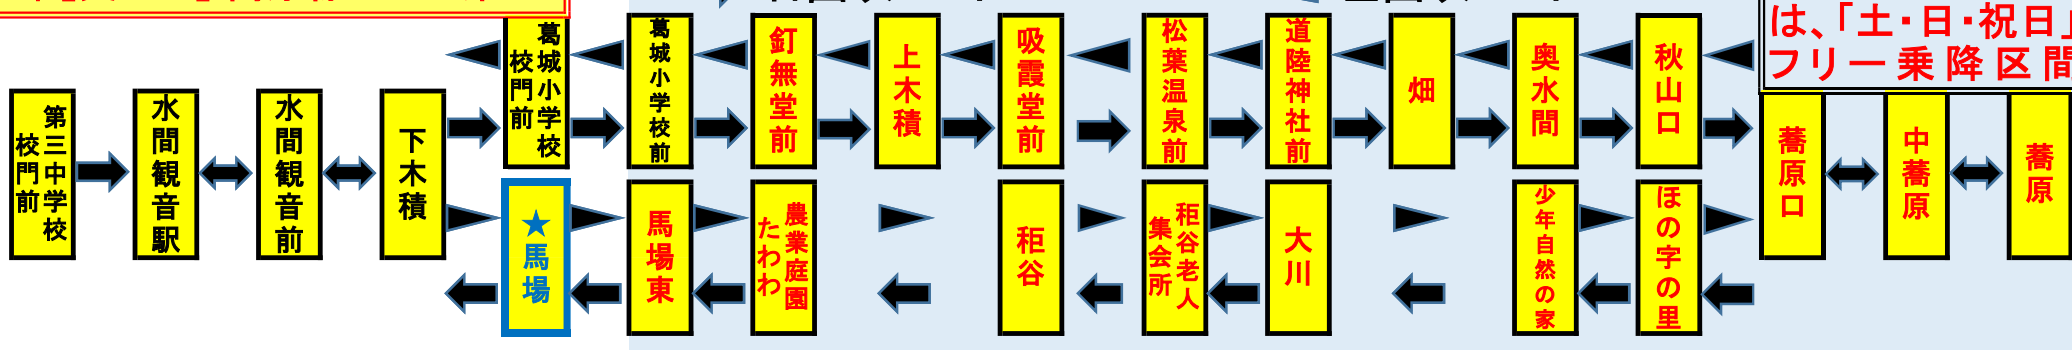 は、「土・日・祝日」
フリー乗降区間
第三中学校
校門前
水間観音駅
水間観音前
下木積
葛城小学校
校門前
葛城小学校前
釘無堂前
上木積
吸霞堂前
松葉温泉前
道陸神社前
畑
奥水間
秋山口
蕎原口
中蕎原
蕎原
★馬場
馬場東
農業庭園
たわわ
秬谷
秬谷老人
集会所
大川
少年自然の家
ほの字の里